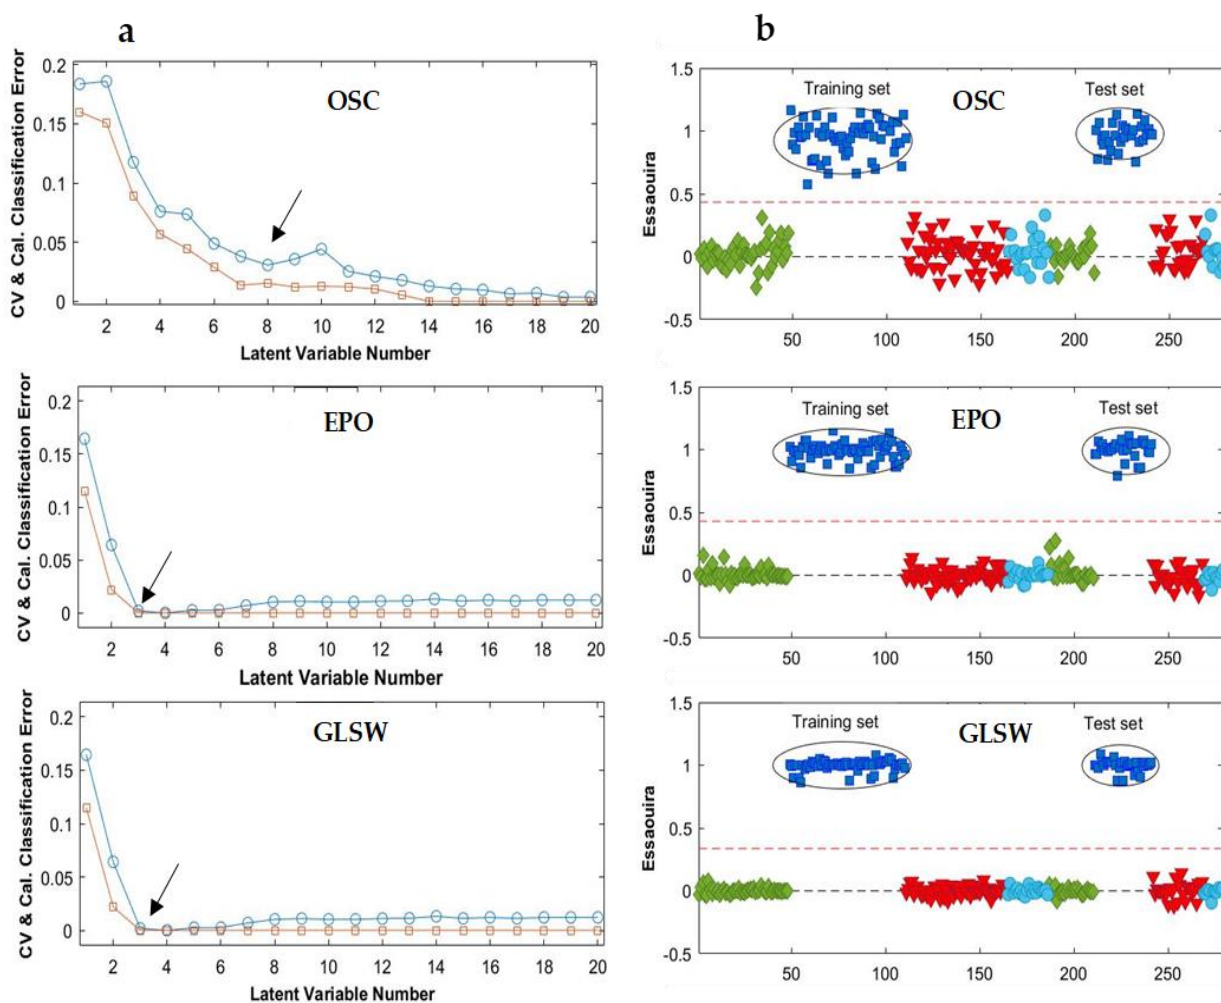 a
b
CV & Cal. Classification Error
0.2
0.15
0.1
0.05
0
OSC
2 4 6 8 10 12 14 16 18 20
Latent Variable Number
Essaouira
1.5
1
0.5
0
-0.5
Training set
OSC
Test set
50 100 150 200 250
CV & Cal. Classification Error
0.2
0.15
0.1
0.05
0
EPO
2 4 6 8 10 12 14 16 18 20
Latent Variable Number
Essaouira
1.5
1
0.5
0
-0.5
Training set
EPO
Test set
50 100 150 200 250
CV & Cal. Classification Error
0.2
0.15
0.1
0.05
0
GLSW
2 4 6 8 10 12 14 16 18 20
Latent Variable Number
Essaouira
1.5
1
0.5
0
-0.5
Training set
GLSW
Test set
50 100 150 200 250